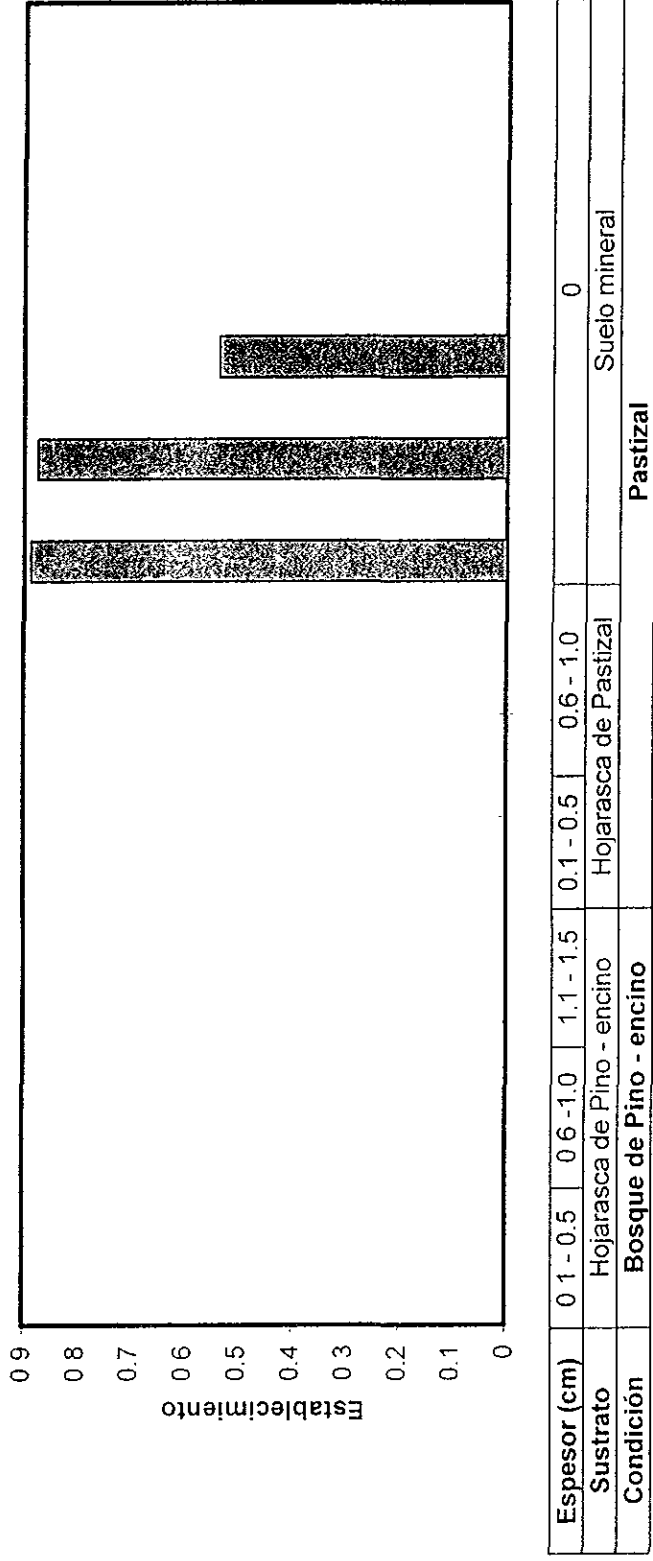 0 9
0.8
0.7
0 6
0.5
0.4
0 3
0.2
0.1
0
Establecimiento
Espesor (cm) 0 1 - 0.5 0 6 -1.0 1.1 - 1.5 0.1 - 0.5 0.6 - 1.0 0
Sustrato Hojarasca de Pino - encino Hojarasca de Pastizal Suelo mineral
Condición Bosque de Pino - encino Pastizal